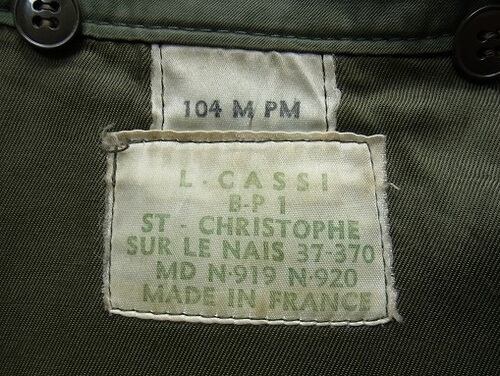 104 M PM
L. CASSI
B-P 1
ST - CHRISTOPHE
SUR LE NAIS 37-370
MD N-919 N-920
MADE IN FRANCE